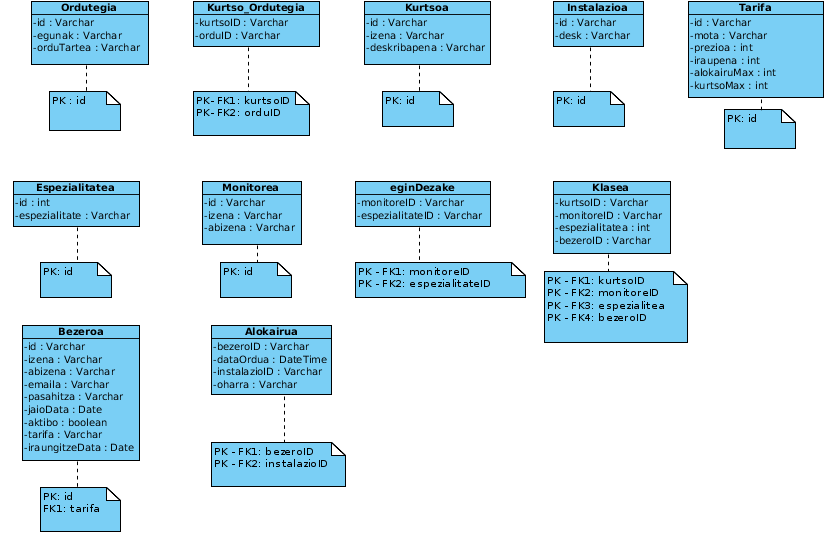 Ordutegia
-id : Varchar
-egunak : Varchar
-orduTartea : Varchar
PK : id
Kurtso_Ordutegia
-kurtsoID : Varchar
-orduID : Varchar
PK- FK1: kurtsoID
PK- FK2: orduID
Kurtsoa
-id : Varchar
-izena : Varchar
-deskribapena : Varchar
PK: id
Instalazioa
-id : Varchar
-desk : Varchar
PK: id
Tarifa
-id : Varchar
-mota : Varchar
-prezioa : int
-iraupena : int
-alokairuMax : int
-kurtsoMax : int
PK: id
Espezialitatea
-id : int
-espezialitate : Varchar
PK: id
Monitorea
-id : Varchar
-izena : Varchar
-abizena : Varchar
PK: id
eginDezake
-monitoreID : Varchar
-espezialitateID : Varchar
PK - FK1: monitoreID
PK - FK2: espezialitateID
Klasea
-kurtsoID : Varchar
-monitoreID : Varchar
-espezialitatea : int
-bezeroID : Varchar
PK - FK1: kurtsoID
PK - FK2: monitoreID
PK - FK3: espezialitea
PK - FK4: bezeroID
Bezeroa
-id : Varchar
-izena : Varchar
-abizena : Varchar
-emaila : Varchar
-pasahitza : Varchar
-jaioData : Date
-aktibo : boolean
-tarifa : Varchar
-iraungitzeData : Date
PK: id
FK1: tarifa
Alokairua
-bezeroID : Varchar
-dataOrdua : DateTime
-instalazioID : Varchar
-oharra : Varchar
PK - FK1: bezeroID
PK - FK2: instalazioID